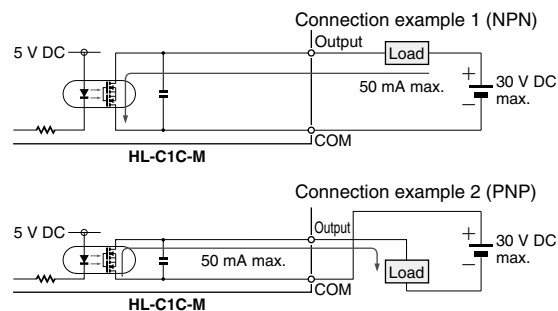 Connection example 1 (NPN)
Output
Load
5 V DC
50 mA max.
+
30 V DC
max.
−
COM
HL-C1C-M
Connection example 2 (PNP)
Output
5 V DC
+
30 V DC
max.
−
50 mA max.
Load
COM
HL-C1C-M